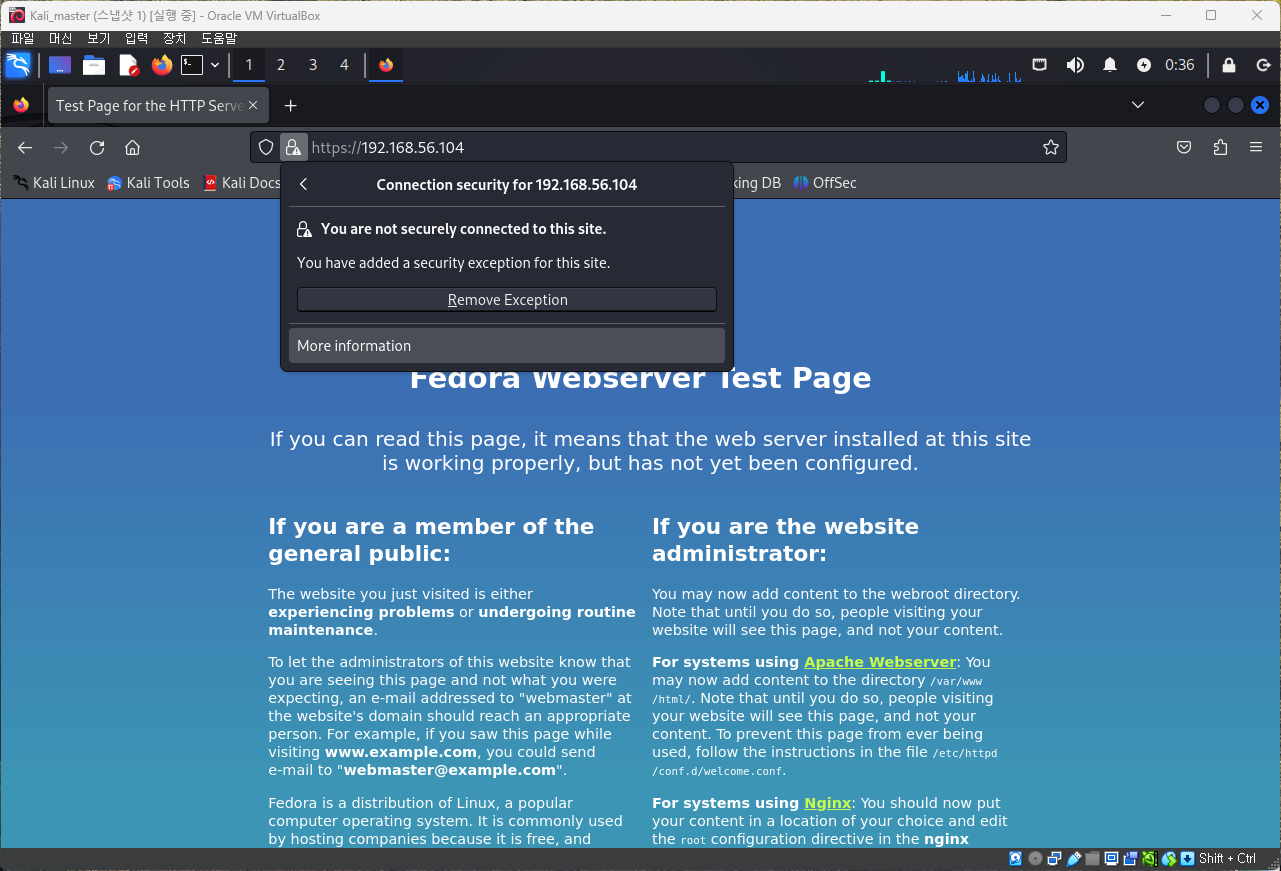 Kali_master (스냅샷 1) [실행 중] - Oracle VM VirtualBox
파일 머신 보기 입력 장치 도움말
1 2 3 4 0:36
Test Page for the HTTP Serve
https://192.168.56.104
Kali Linux Kali Tools Kali Docs king DB OffSec
Connection security for 192.168.56.104
You are not securely connected to this site.
You have added a security exception for this site.
Remove Exception
More information
Fedora Webserver Test Page
If you can read this page, it means that the web server installed at this site
is working properly, but has not yet been configured.
If you are a member of the
general public:
The website you just visited is either
experiencing problems or undergoing routine
maintenance.
To let the administrators of this website know that
you are seeing this page and not what you were
expecting, an e-mail addressed to "webmaster" at
the website's domain should reach an appropriate
person. For example, if you saw this page while
visiting www.example.com, you could send
e-mail to "webmaster@example.com".
Fedora is a distribution of Linux, a popular
computer operating system. It is commonly used
by hosting companies because it is free, and
If you are the website
administrator:
You may now add content to the webroot directory.
Note that until you do so, people visiting your
website will see this page, and not your content.
For systems using Apache Webserver: You
may now add content to the directory /var/www
/html/. Note that until you do so, people visiting
your website will see this page, and not your
content. To prevent this page from ever being
used, follow the instructions in the file /etc/httpd
/conf.d/welcome.conf.
For systems using Nginx: You should now put
your content in a location of your choice and edit
the root configuration directive in the nginx
Shift + Ctrl